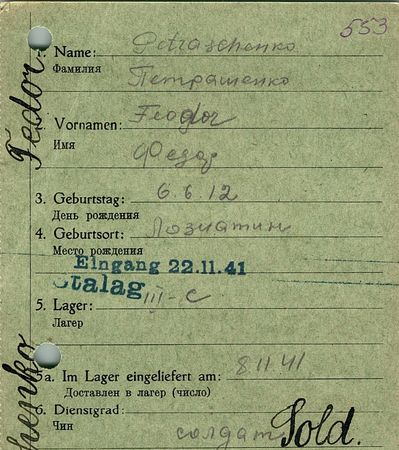 553
1. Name: Petraschenko
Фамилия Петрашенко
2. Vornamen: Feodor
Имя Федор
3. Geburtstag: 6.6.12
День рождения
4. Geburtsort:
Место рождения
Eingang 22.11.41
Stalag III-c
5. Lager:
Лагерь
5a. Im Lager eingeliefert am: 8 11 41
Доставлен в лагерь (число)
6. Dienstgrad: Sold.
Чин солдат
Fedor
henko